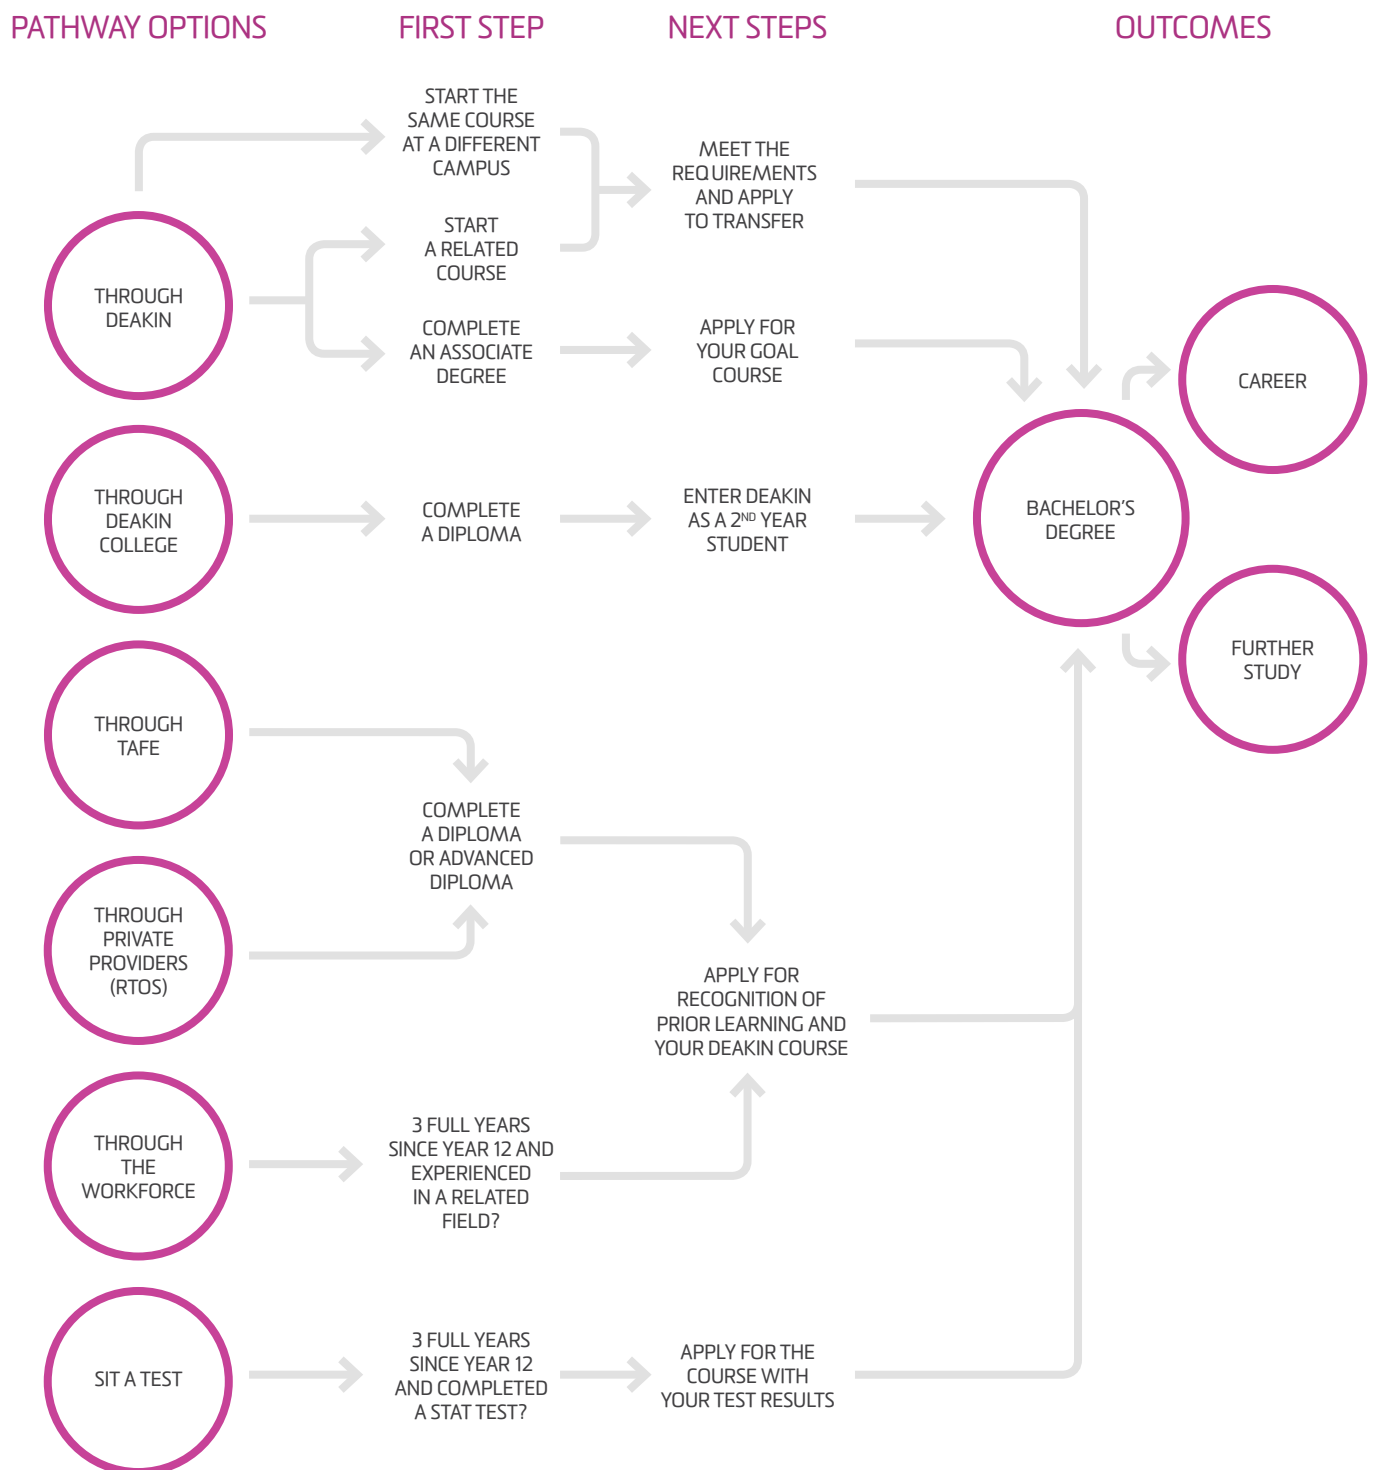 PATHWAY OPTIONS
FIRST STEP
NEXT STEPS
OUTCOMES
THROUGH
DEAKIN
START THE
SAME COURSE
AT A DIFFERENT
CAMPUS
START
A RELATED
COURSE
COMPLETE
AN ASSOCIATE
DEGREE
MEET THE
REQUIREMENTS
AND APPLY
TO TRANSFER
APPLY FOR
YOUR GOAL
COURSE
THROUGH
DEAKIN
COLLEGE
COMPLETE
A DIPLOMA
ENTER DEAKIN
AS A 2ND YEAR
STUDENT
BACHELOR'S
DEGREE
CAREER
FURTHER
STUDY
THROUGH
TAFE
THROUGH
PRIVATE
PROVIDERS
(RTOS)
COMPLETE
A DIPLOMA
OR ADVANCED
DIPLOMA
APPLY FOR
RECOGNITION OF
PRIOR LEARNING AND
YOUR DEAKIN COURSE
THROUGH
THE
WORKFORCE
3 FULL YEARS
SINCE YEAR 12 AND
EXPERIENCED
IN A RELATED
FIELD?
SIT A TEST
3 FULL YEARS
SINCE YEAR 12
AND COMPLETED
A STAT TEST?
APPLY FOR THE
COURSE WITH
YOUR TEST RESULTS